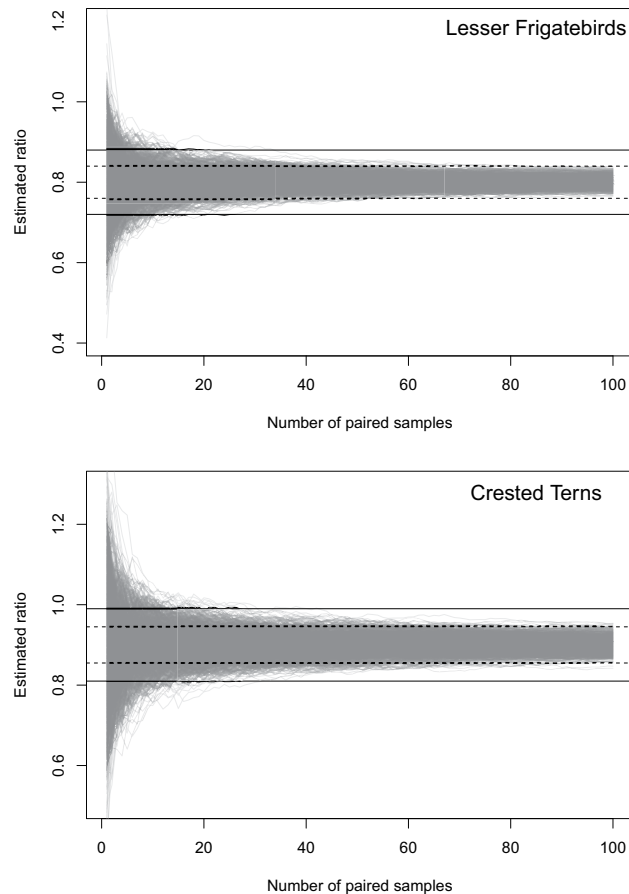 Lesser Frigatebirds
Estimated ratio
1.2
1.0
0.8
0.6
0.4
0 20 40 60 80 100
Number of paired samples
Crested Terns
Estimated ratio
1.2
1.0
0.8
0.6
0 20 40 60 80 100
Number of paired samples